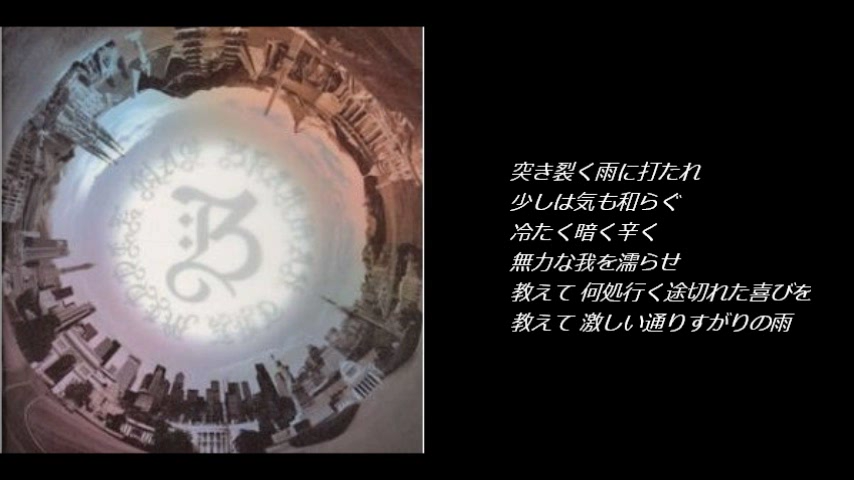 B
突き裂く雨に打たれ
少しは気も和らぐ
冷たく暗く辛く
無力な我を濡らせ
教えて 何処行く途切れた喜びを
教えて 激しい通りすがりの雨